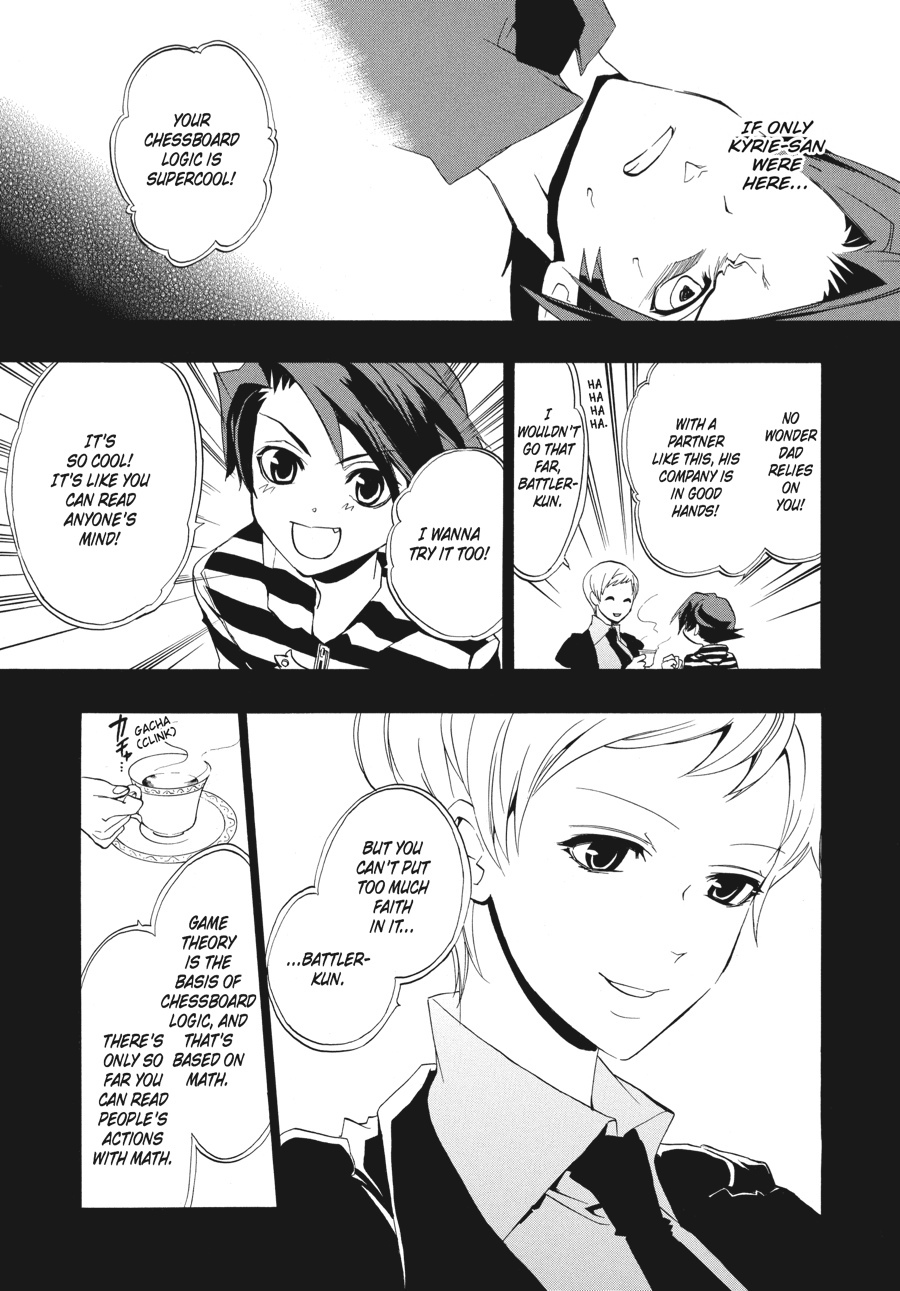 IF ONLY
KYRIE-SAN
WERE
HERE...
YOUR
CHESSBOARD
LOGIC IS
SUPERCOOL!
NO
WONDER
DAD
RELIES
ON
YOU!
WITH A
PARTNER
LIKE THIS, HIS
COMPANY IS
IN GOOD
HANDS!
HA
HA
HA
HA.
I
WOULDN'T
GO THAT
FAR,
BATTLER-
KUN.
I WANNA
TRY IT TOO!
IT'S
SO COOL!
IT'S LIKE YOU
CAN READ
ANYONE'S
MIND!
BUT YOU
CAN'T PUT
TOO MUCH
FAITH
IN IT...
...BATTLER-
KUN.
カチャ…
GACHA
(CLINK)
GAME
THEORY
IS THE
BASIS OF
CHESSBOARD
LOGIC, AND
THAT'S
BASED ON
MATH.
THERE'S
ONLY SO
FAR YOU
CAN READ
PEOPLE'S
ACTIONS
WITH MATH.